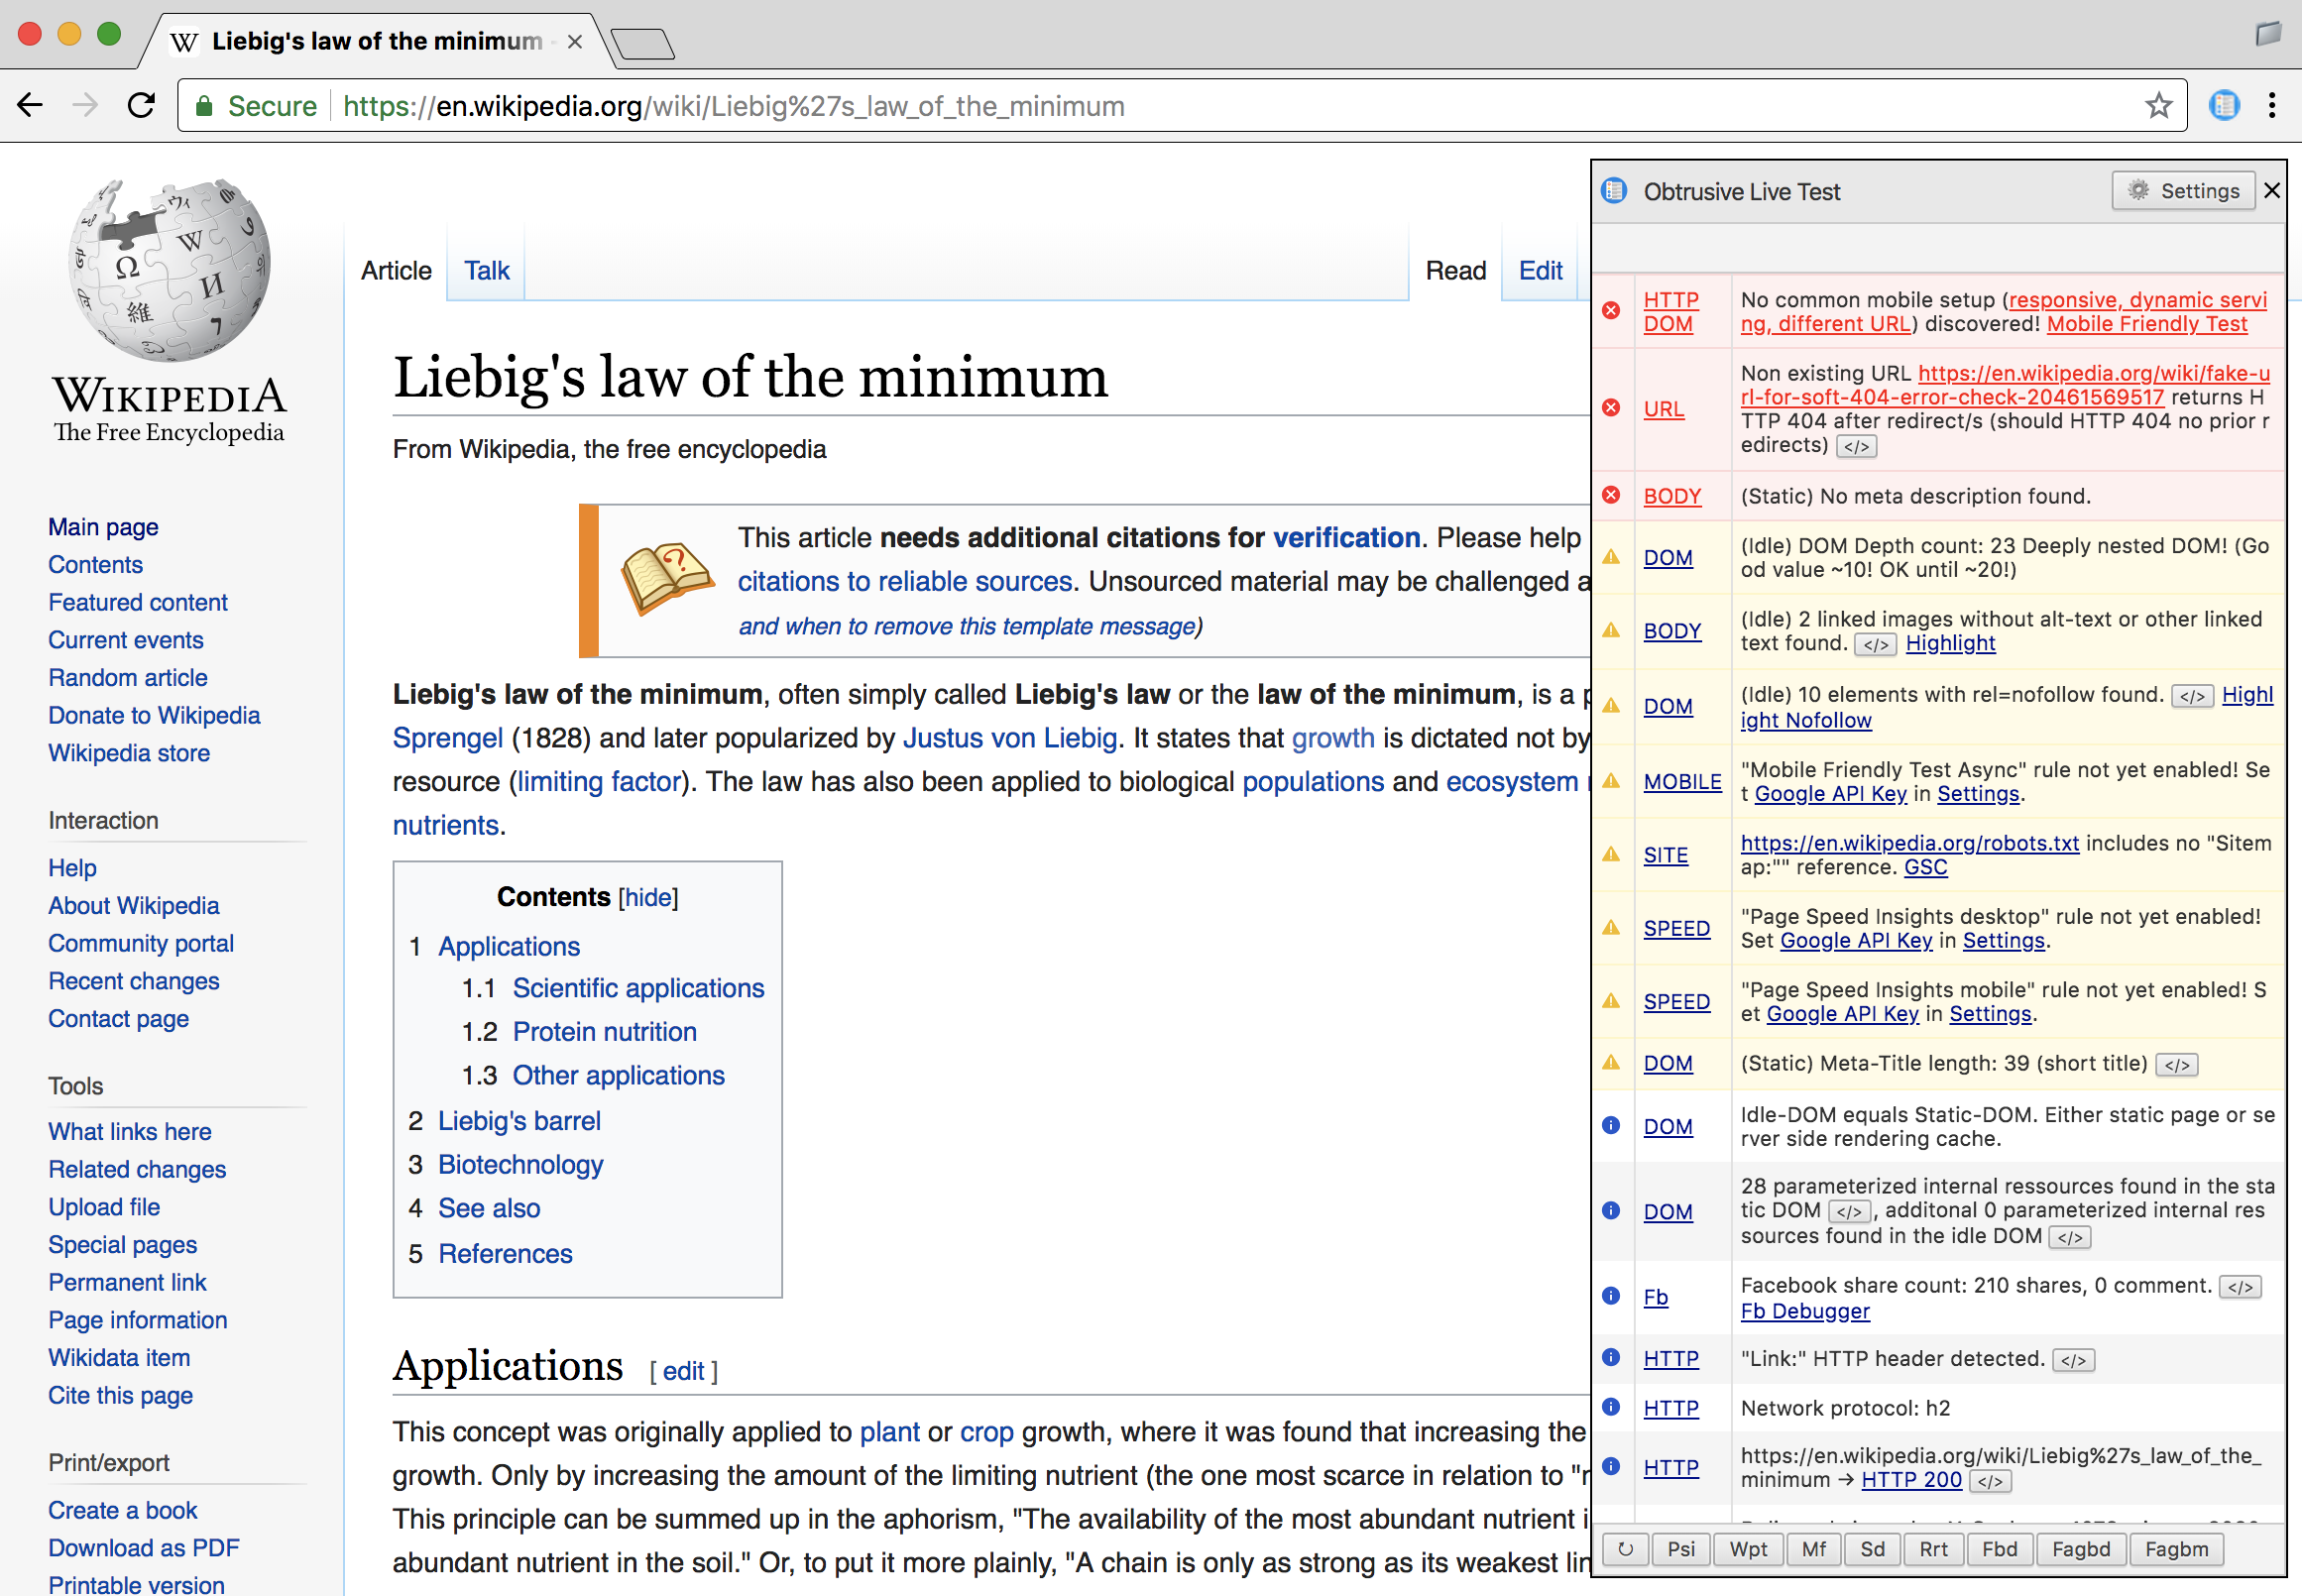 Liebig's law of the minimum
Secure https://en.wikipedia.org/wiki/Liebig%27s_law_of_the_minimum
WIKIPEDIA
The Free Encyclopedia
Main page
Contents
Featured content
Current events
Random article
Donate to Wikipedia
Wikipedia store
Interaction
Help
About Wikipedia
Community portal
Recent changes
Contact page
Tools
What links here
Related changes
Upload file
Special pages
Permanent link
Page information
Wikidata item
Cite this page
Print/export
Create a book
Download as PDF
Printable version
Article Talk Read Edit
Liebig's law of the minimum
From Wikipedia, the free encyclopedia
This article needs additional citations for verification. Please help
citations to reliable sources. Unsourced material may be challenged a
and when to remove this template message)
Liebig's law of the minimum, often simply called Liebig's law or the law of the minimum, is a p
Sprengel (1828) and later popularized by Justus von Liebig. It states that growth is dictated not by
resource (limiting factor). The law has also been applied to biological populations and ecosystem
nutrients.
Contents [hide]
1 Applications
1.1 Scientific applications
1.2 Protein nutrition
1.3 Other applications
2 Liebig's barrel
3 Biotechnology
4 See also
5 References
Applications [ edit ]
This concept was originally applied to plant or crop growth, where it was found that increasing the
growth. Only by increasing the amount of the limiting nutrient (the one most scarce in relation to "r
This principle can be summed up in the aphorism, "The availability of the most abundant nutrient i
abundant nutrient in the soil." Or, to put it more plainly, "A chain is only as strong as its weakest lin
Obtrusive Live Test Settings
HTTP
DOM
No common mobile setup (responsive, dynamic servi
ng, different URL) discovered! Mobile Friendly Test
URL
Non existing URL https://en.wikipedia.org/wiki/fake-u
rl-for-soft-404-error-check-20461569517 returns H
TTP 404 after redirect/s (should HTTP 404 no prior r
edirects) </>
BODY (Static) No meta description found.
DOM
(Idle) DOM Depth count: 23 Deeply nested DOM! (Go
od value ~10! OK until ~20!)
BODY
(Idle) 2 linked images without alt-text or other linked
text found. </> Highlight
DOM
(Idle) 10 elements with rel=nofollow found. </> Highl
ight Nofollow
MOBILE
"Mobile Friendly Test Async" rule not yet enabled! Se
t Google API Key in Settings.
SITE
https://en.wikipedia.org/robots.txt includes no "Sitem
ap:"" reference. GSC
SPEED
"Page Speed Insights desktop" rule not yet enabled!
Set Google API Key in Settings.
SPEED
"Page Speed Insights mobile" rule not yet enabled! S
et Google API Key in Settings.
DOM (Static) Meta-Title length: 39 (short title) </>
DOM
Idle-DOM equals Static-DOM. Either static page or se
rver side rendering cache.
DOM
28 parameterized internal ressources found in the sta
tic DOM </>, additonal 0 parameterized internal res
sources found in the idle DOM </>
Fb
Facebook share count: 210 shares, 0 comment. </>
Fb Debugger
HTTP "Link:" HTTP header detected. </>
HTTP Network protocol: h2
HTTP
https://en.wikipedia.org/wiki/Liebig%27s_law_of_the_
minimum → HTTP 200 </>
Psi Wpt Mf Sd Rrt Fbd Fagbd Fagbm